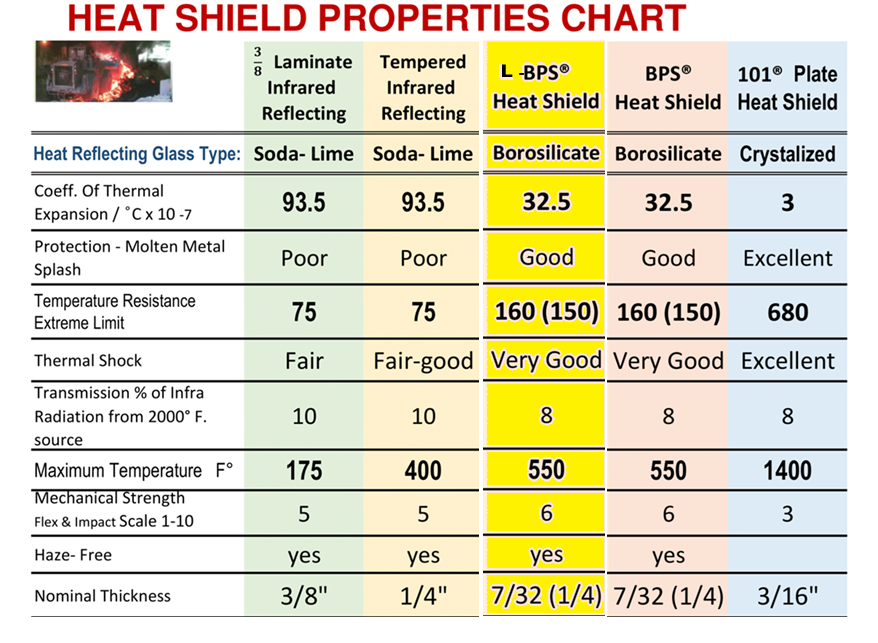 HEAT SHIELD PROPERTIES CHART
3/8 Laminate Infrared Reflecting
Tempered Infrared Reflecting
L -BPS® Heat Shield
BPS® Heat Shield
101® Plate Heat Shield
Heat Reflecting Glass Type: Soda- Lime Soda- Lime Borosilicate Borosilicate Crystalized
Coeff. Of Thermal
Expansion / ˚C x 10 -7 93.5 93.5 32.5 32.5 3
Protection - Molten Metal
Splash Poor Poor Good Good Excellent
Temperature Resistance
Extreme Limit 75 75 160 (150) 160 (150) 680
Thermal Shock Fair Fair-good Very Good Very Good Excellent
Transmission % of Infra
Radiation from 2000° F.
source 10 10 8 8 8
Maximum Temperature F° 175 400 550 550 1400
Mechanical Strength
Flex & Impact Scale 1-10 5 5 6 6 3
Haze- Free yes yes yes yes
Nominal Thickness 3/8" 1/4" 7/32 (1/4) 7/32 (1/4) 3/16"